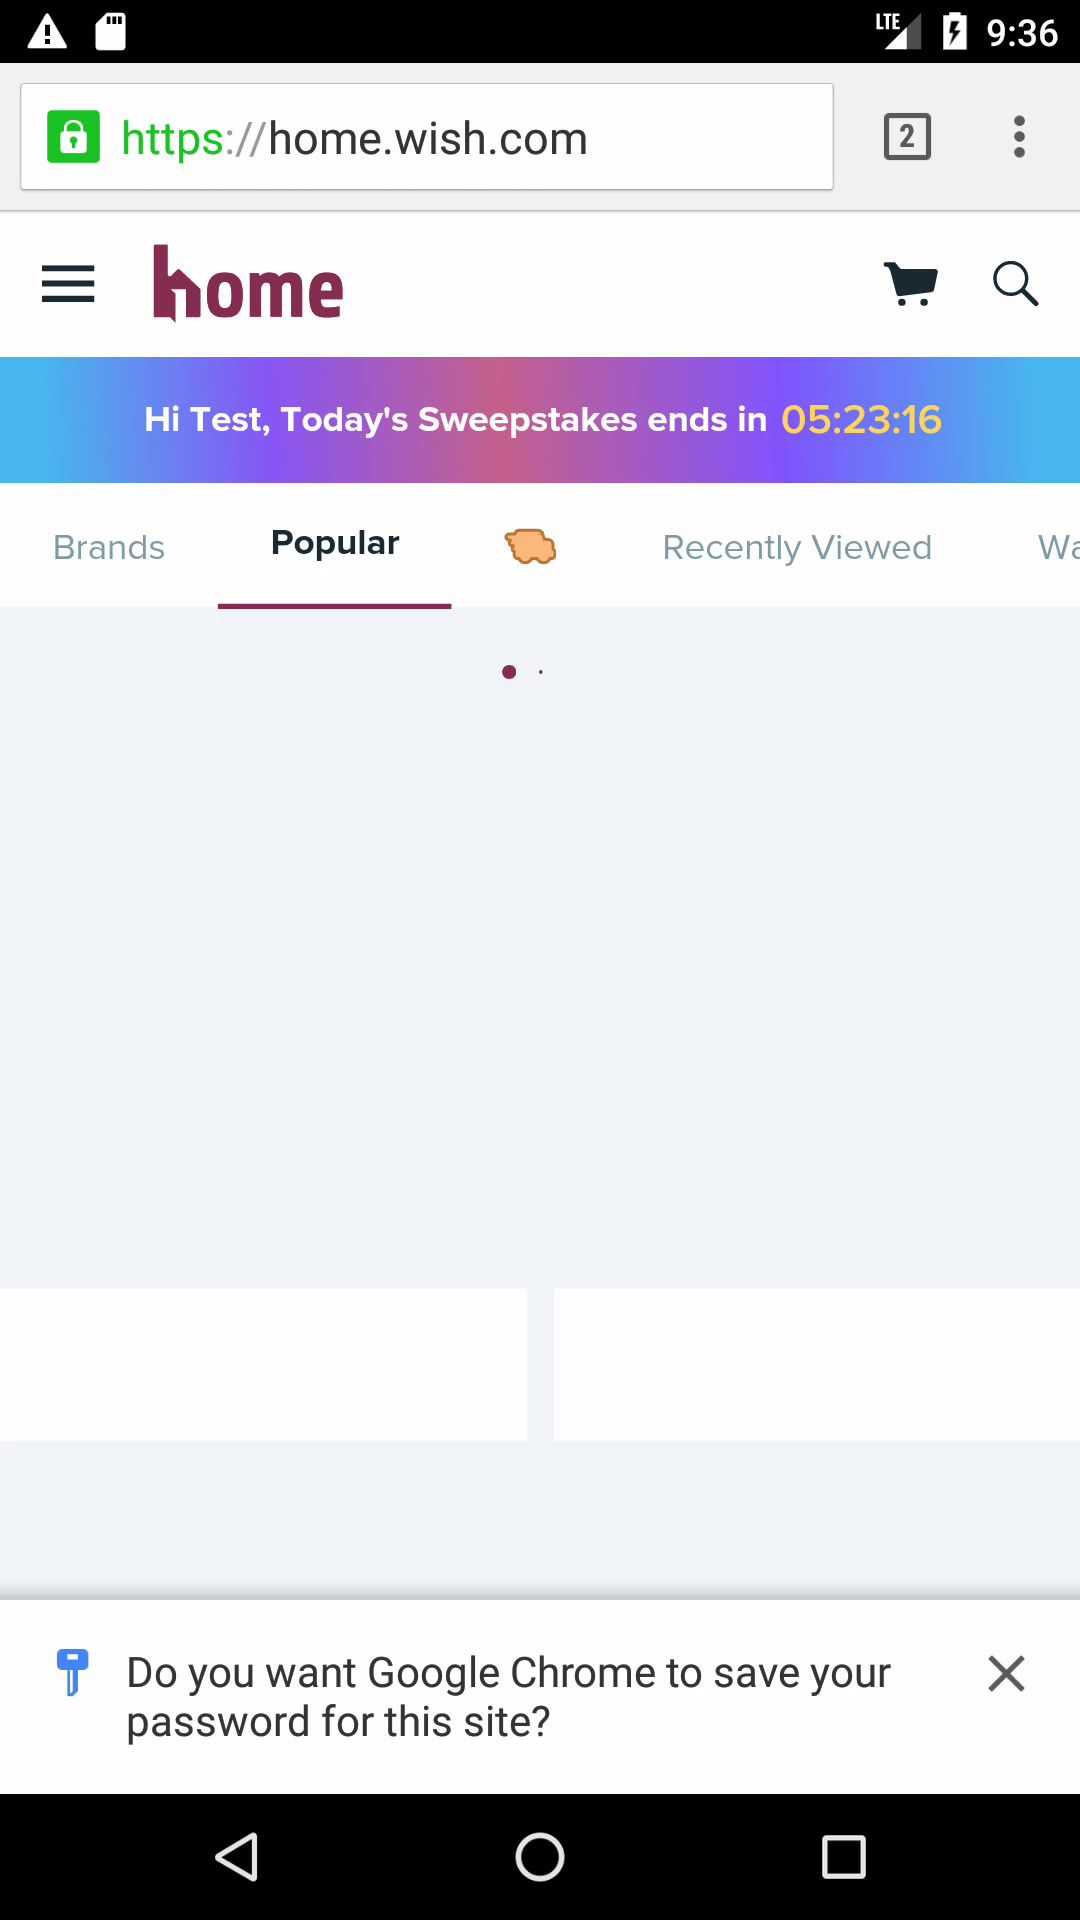 LTE 9:36
https://home.wish.com 2
home
Hi Test, Today's Sweepstakes ends in 05:23:16
Brands Popular Recently Viewed Wa
Do you want Google Chrome to save your
password for this site?